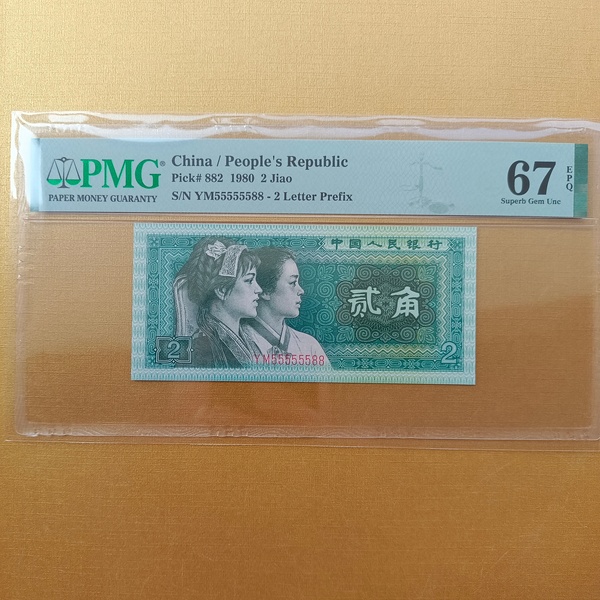 PMG®
PAPER MONEY GUARANTY
China / People's Republic
Pick# 882 1980 2 Jiao
S/N YM55555588 - 2 Letter Prefix
67
EPQ
Superb Gem Unc
中国人民银行
贰角
YM55555588
2
2